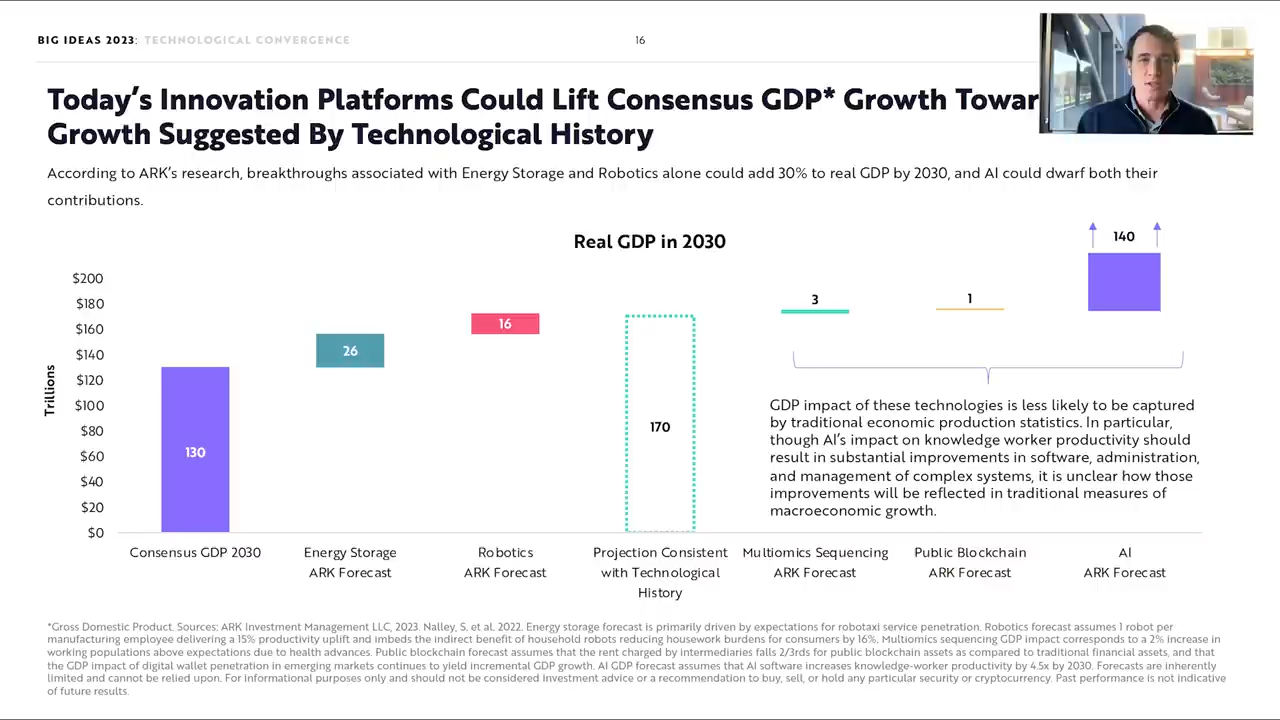 BIG IDEAS 2023: TECHNOLOGICAL CONVERGENCE
16
Today's Innovation Platforms Could Lift Consensus GDP* Growth Towar
Growth Suggested By Technological History
According to ARK's research, breakthroughs associated with Energy Storage and Robotics alone could add 30% to real GDP by 2030, and AI could dwarf both their
contributions.
Real GDP in 2030
Trillions
$200
$180
$160
$140
$120
$100
$80
$60
$40
$20
$0
130
26
16
170
3
1
140
GDP impact of these technologies is less likely to be captured
by traditional economic production statistics. In particular,
though AI's impact on knowledge worker productivity should
result in substantial improvements in software, administration,
and management of complex systems, it is unclear how those
improvements will be reflected in traditional measures of
macroeconomic growth.
Consensus GDP 2030
Energy Storage
ARK Forecast
Robotics
ARK Forecast
Projection Consistent
with Technological
History
Multiomics Sequencing
ARK Forecast
Public Blockchain
ARK Forecast
AI
ARK Forecast
*Gross Domestic Product. Sources: ARK Investment Management LLC, 2023. Nalley, S. et al. 2022. Energy storage forecast is primarily driven by expectations for robotaxi service penetration. Robotics forecast assumes 1 robot per
manufacturing employee delivering a 15% productivity uplift and imbeds the indirect benefit of household robots reducing housework burdens for consumers by 16%. Multiomics sequencing GDP impact corresponds to a 2% increase in
working populations above expectations due to health advances. Public blockchain forecast assumes that the rent charged by intermediaries falls 2/3rds for public blockchain assets as compared to traditional financial assets, and that
the GDP impact of digital wallet penetration in emerging markets continues to yield incremental GDP growth. AI GDP forecast assumes that AI software increases knowledge-worker productivity by 4.5x by 2030. Forecasts are inherently
limited and cannot be relied upon. For informational purposes only and should not be considered investment advice or a recommendation to buy, sell, or hold any particular security or cryptocurrency. Past performance is not indicative
of future results.